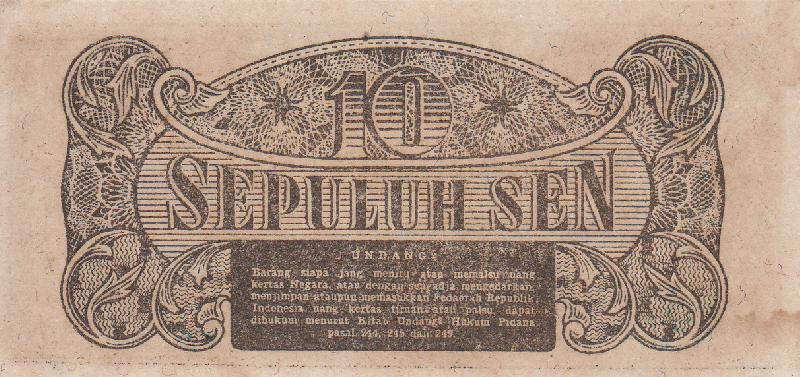 10
SEPULUH SEN
UNDANG²
Barang siapa jang meniru atau memalsu uang
kertas Negara, atau dengan sengadja mengedarkan,
menjimpan ataupun memasukkan kedaerah Republik
Indonesia uang kertas tiruan atau palsu, dapat
dihukum menurut Kitab Undang² Hukum Pidana
pasal 244, 245 dan 249